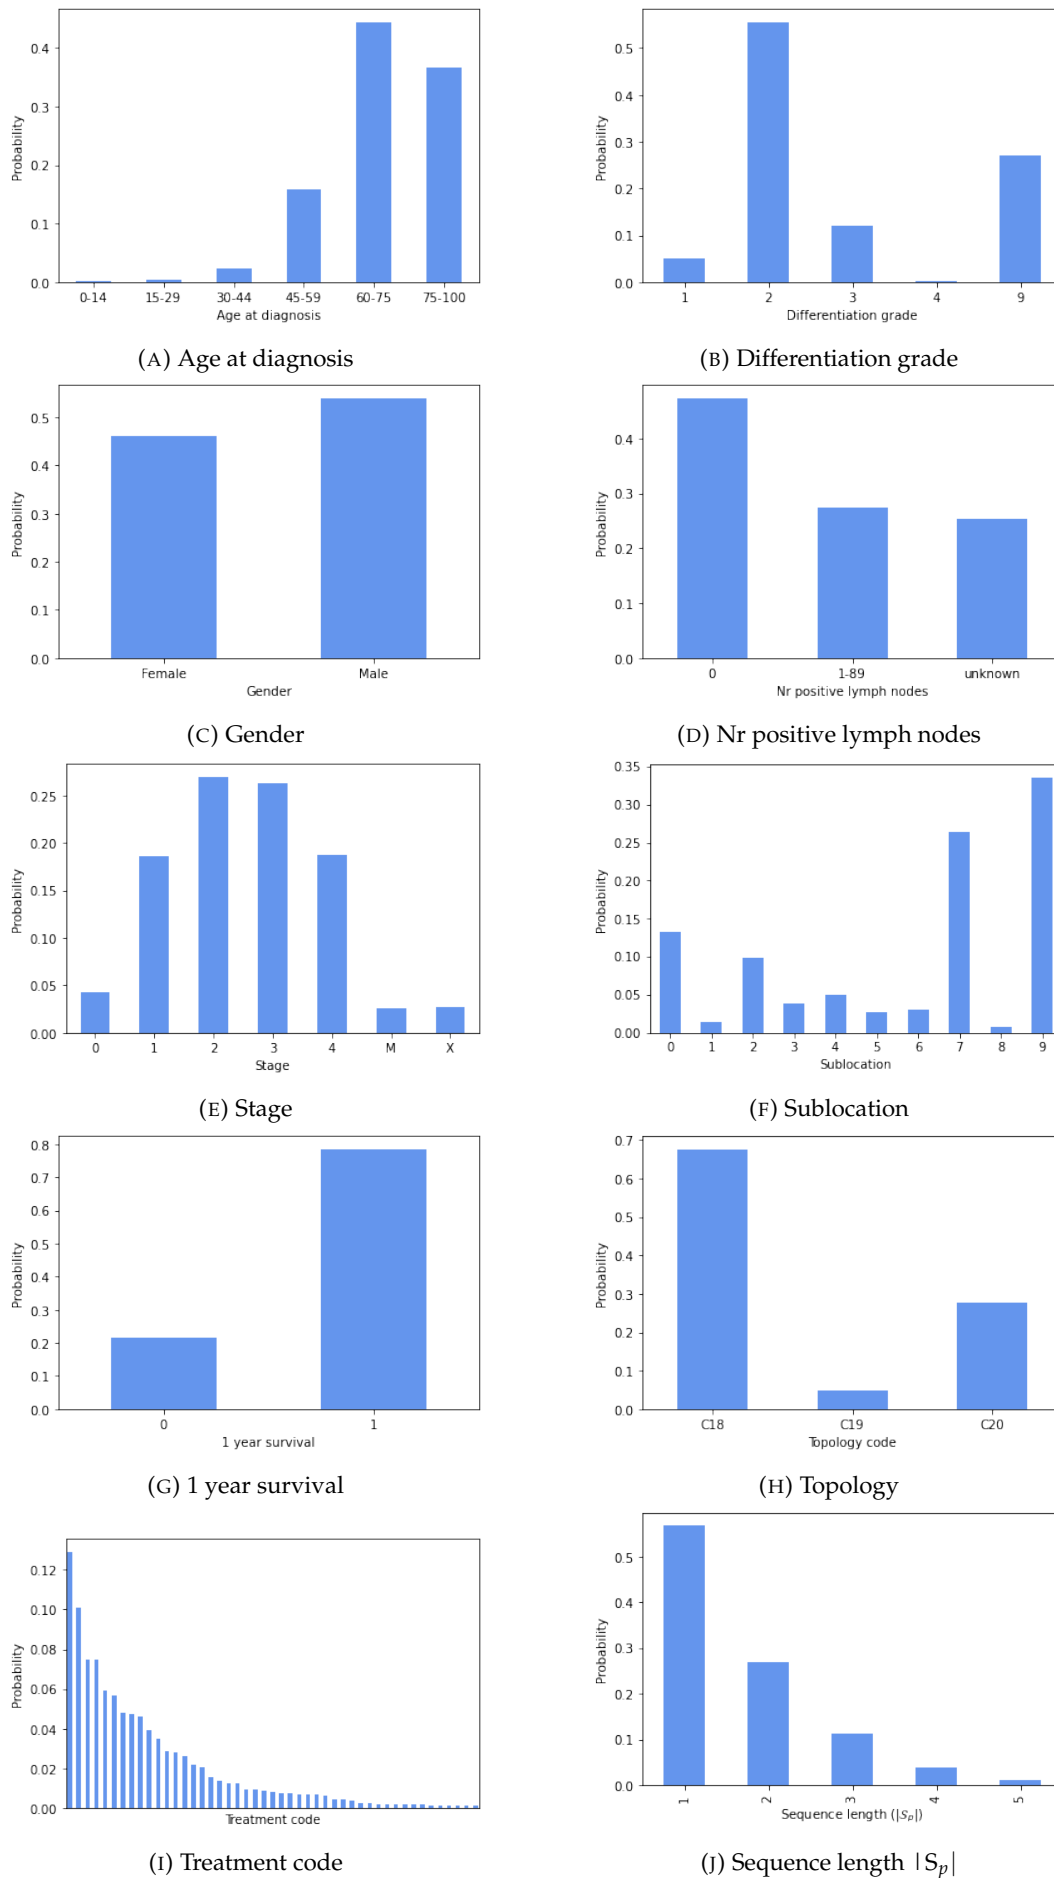 Probability
0.4
0.3
0.2
0.1
0.0
0-14 15-29 30-44 45-59 60-75 75-100
Age at diagnosis
(A) Age at diagnosis
Probability
0.5
0.4
0.3
0.2
0.1
0.0
1 2 3 4 9
Differentiation grade
(B) Differentiation grade
Probability
0.5
0.4
0.3
0.2
0.1
0.0
Female Male
Gender
(C) Gender
Probability
0.4
0.3
0.2
0.1
0.0
0 1-89 unknown
Nr positive lymph nodes
(D) Nr positive lymph nodes
Probability
0.25
0.20
0.15
0.10
0.05
0.00
0 1 2 3 4 M X
Stage
(E) Stage
Probability
0.35
0.30
0.25
0.20
0.15
0.10
0.05
0.00
0 1 2 3 4 5 6 7 8 9
Sublocation
(F) Sublocation
Probability
0.8
0.7
0.6
0.5
0.4
0.3
0.2
0.1
0.0
0 1
1 year survival
(G) 1 year survival
Probability
0.7
0.6
0.5
0.4
0.3
0.2
0.1
0.0
C18 C19 C20
Topology code
(H) Topology
Probability
0.12
0.10
0.08
0.06
0.04
0.02
0.00
Treatment code
(I) Treatment code
Probability
0.5
0.4
0.3
0.2
0.1
0.0
1 2 3 4 5
Sequence length (|Sₚ|)
(J) Sequence length |Sₚ|